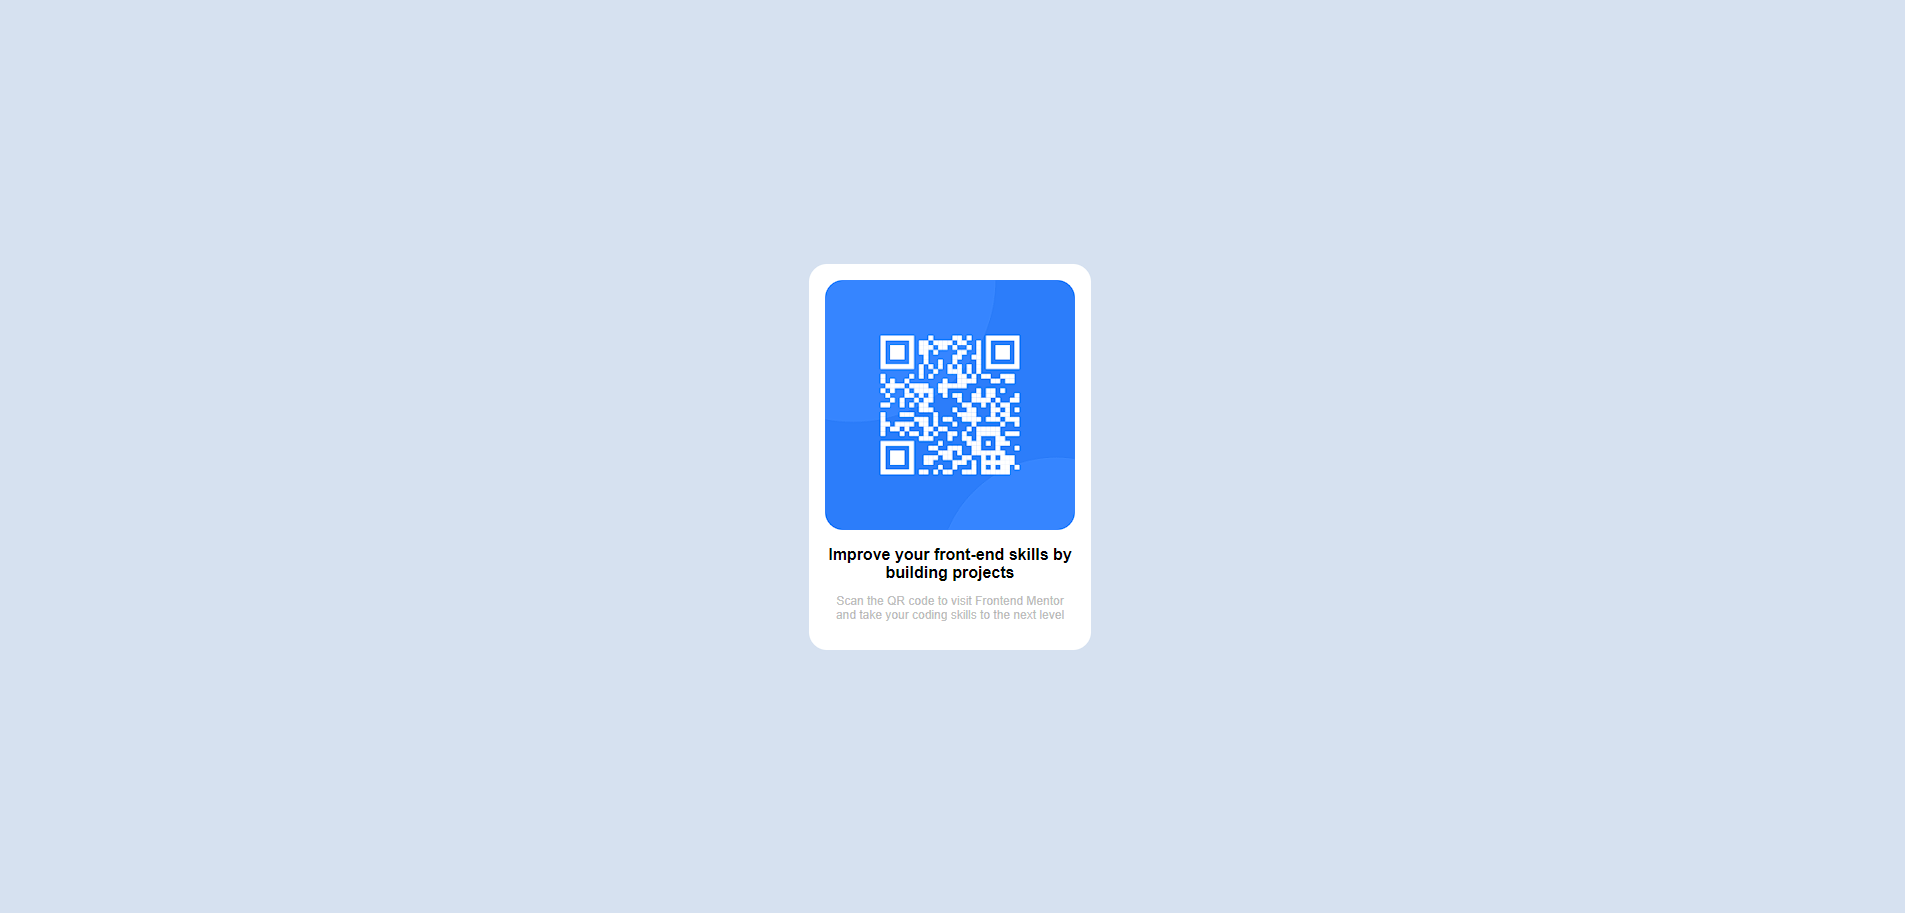 Improve your front-end skills by
building projects
Scan the QR code to visit Frontend Mentor
and take your coding skills to the next level